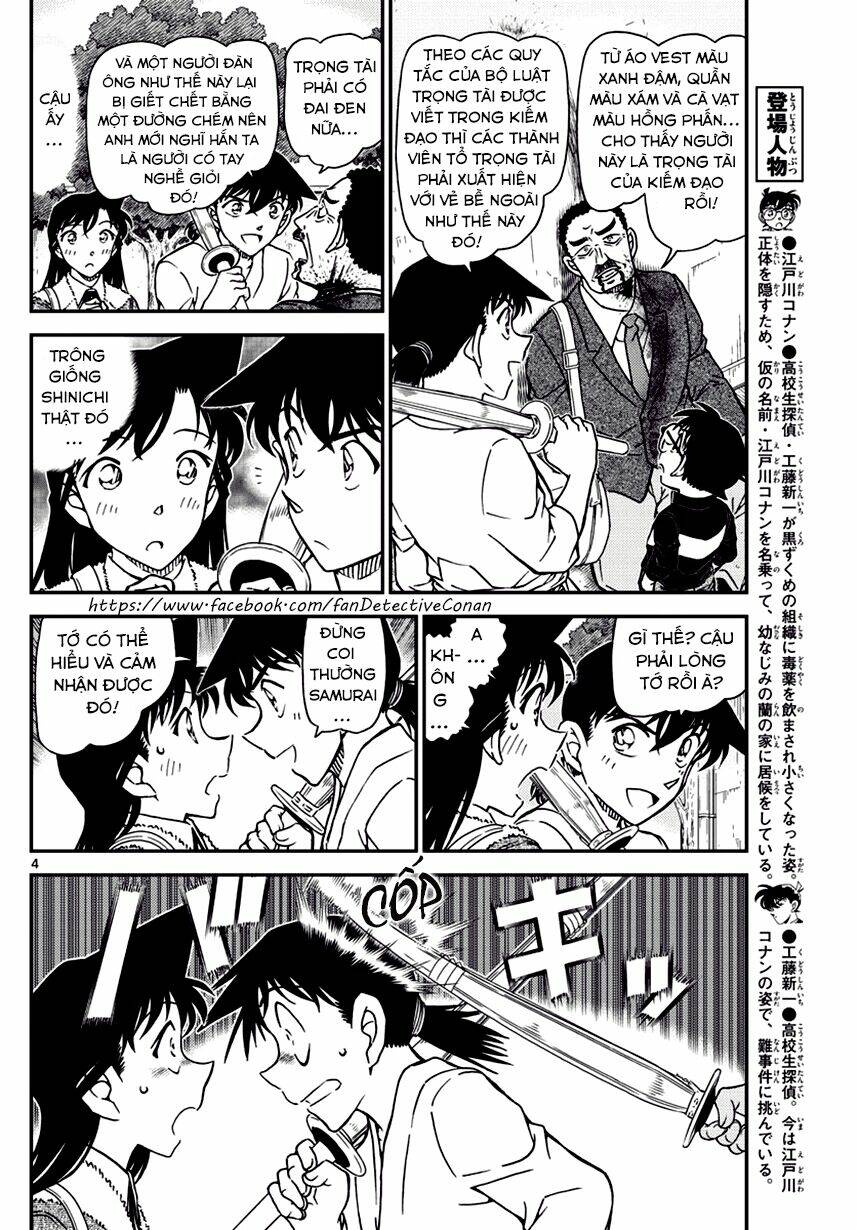 TỪ ÁO VEST MÀU
XANH ĐẬM, QUẦN
MÀU XÁM VÀ CÀ VẠT
MÀU HỒNG PHẤN...
CHO THẤY NGƯỜI
NÀY LÀ TRỌNG TÀI
CỦA KIẾM ĐẠO
RỒI!
THEO CÁC QUY
TẮC CỦA BỘ LUẬT
TRỌNG TÀI ĐƯỢC
VIẾT TRONG KIẾM
ĐẠO THÌ CÁC THÀNH
VIÊN TỔ TRỌNG TÀI
PHẢI XUẤT HIỆN
VỚI VẺ BỀ NGOÀI
NHƯ THẾ NÀY
ĐÓ!
TRỌNG TÀI
PHẢI CÓ
ĐAI ĐEN
NỮA...
VÀ MỘT NGƯỜI ĐÀN
ÔNG NHƯ THẾ NÀY LẠI
BỊ GIẾT CHẾT BẰNG
MỘT ĐƯỜNG CHÉM NÊN
ANH MỚI NGHĨ HẮN TA
LÀ NGƯỜI CÓ TAY
NGHỀ GIỎI
ĐÓ!
CẬU
ẤY
...
TRÔNG
GIỐNG
SHINICHI
THẬT ĐÓ
...
https://www.facebook.com/fanDetectiveConan
GÌ THẾ? CẬU
PHẢI LÒNG
TỚ RỒI À?
A
...
KH-
ÔNG
...
ĐỪNG
COI
THƯỜNG
SAMURAI
...
TỚ CÓ THỂ
HIỂU VÀ CẢM
NHẬN ĐƯỢC
ĐÓ!
4
CỐP
キ
登場人物
とうじょうじんぶつ
●江戸川コナン●高校生探偵・工藤新一が黒ずくめの組織に毒薬を飲まされ小さくなった姿。
正体を隠すため、仮の名前・江戸川コナンを名乗って、幼なじみの蘭の家に居候をしている。
●工藤新一●高校生探偵。今は江戸川
コナンの姿で、難事件に挑んでいる。